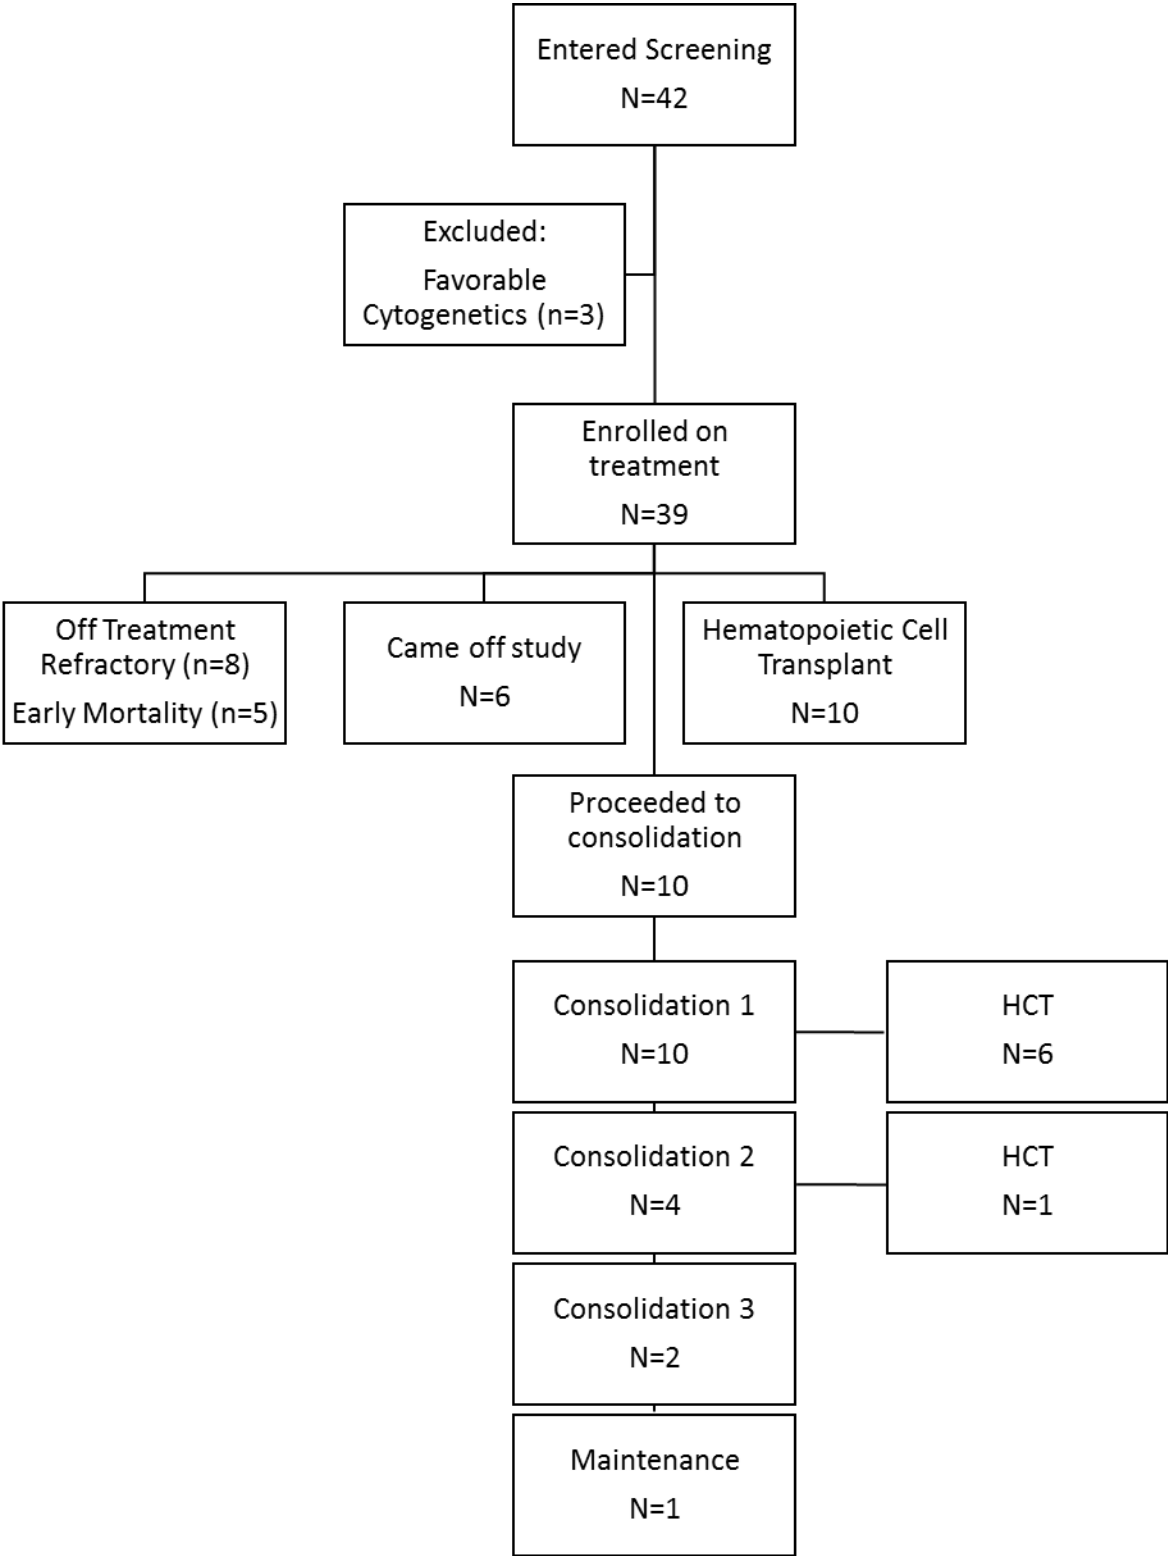 Entered Screening
N=42
Excluded:
Favorable
Cytogenetics (n=3)
Enrolled on
treatment
N=39
Off Treatment
Refractory (n=8)
Early Mortality (n=5)
Came off study
N=6
Hematopoietic Cell
Transplant
N=10
Proceeded to
consolidation
N=10
Consolidation 1
N=10
HCT
N=6
Consolidation 2
N=4
HCT
N=1
Consolidation 3
N=2
Maintenance
N=1